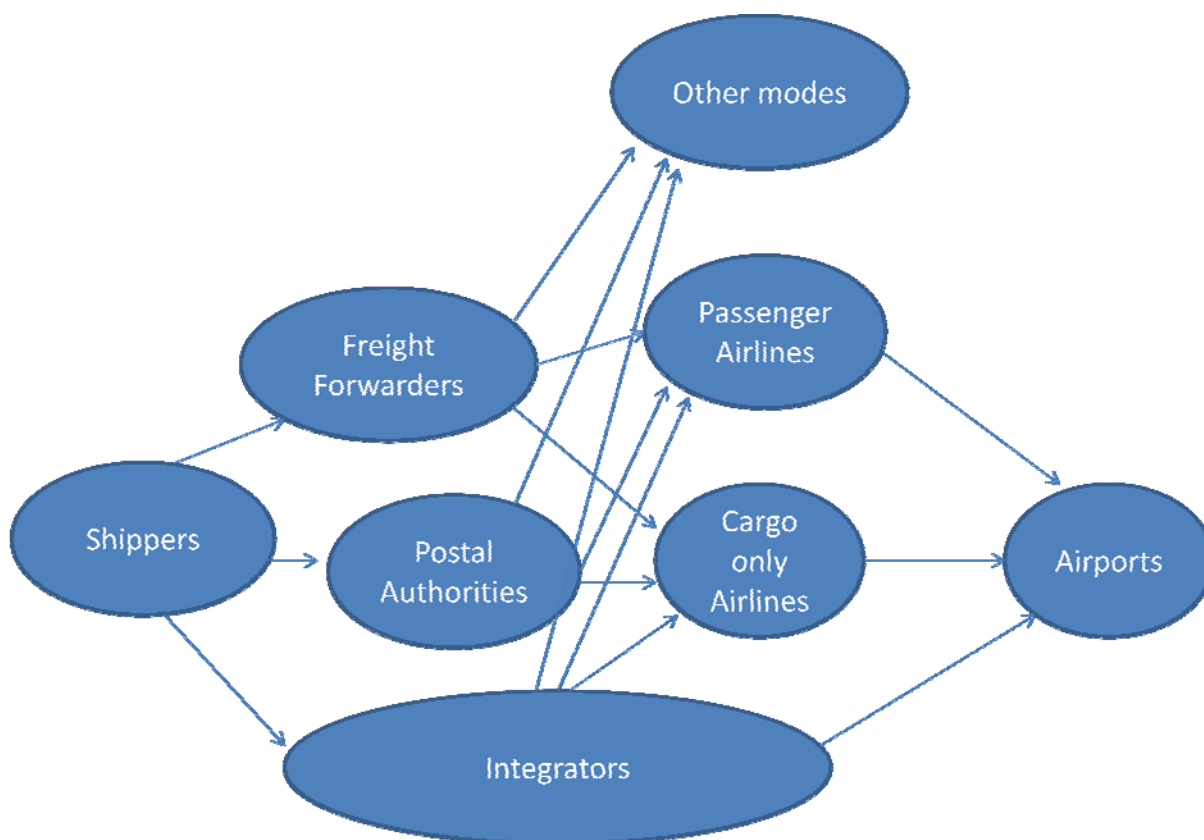 Other modes
Passenger
Airlines
Freight
Forwarders
Shippers
Postal
Authorities
Cargo
only
Airlines
Airports
Integrators